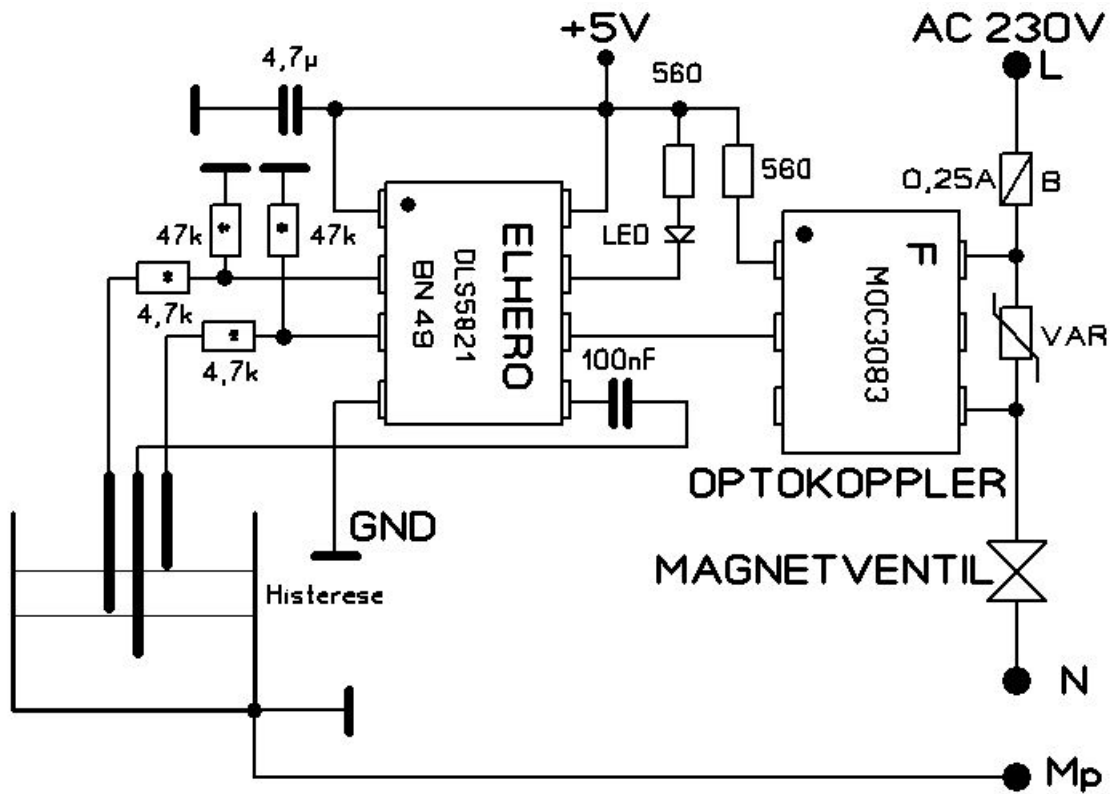 +5V
AC 230V
L
4,7µ
560
560
0,25A
B
47k
47k
LED
4,7k
4,7k
ELHERO
DLS5821
BN 49
F
MOC3083
VAR
100nF
OPTOKOPPLER
GND
MAGNETVENTIL
Histerese
N
Mp